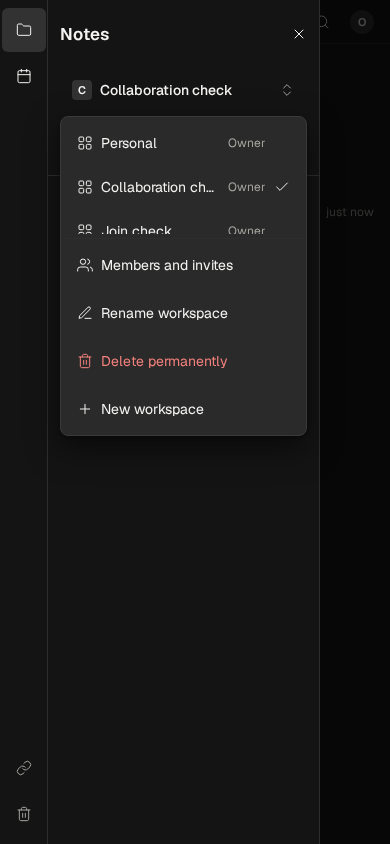 Notes
O
C Collaboration check
Personal Owner
Collaboration ch... Owner
just now
Join check Owner
Members and invites
Rename workspace
Delete permanently
New workspace